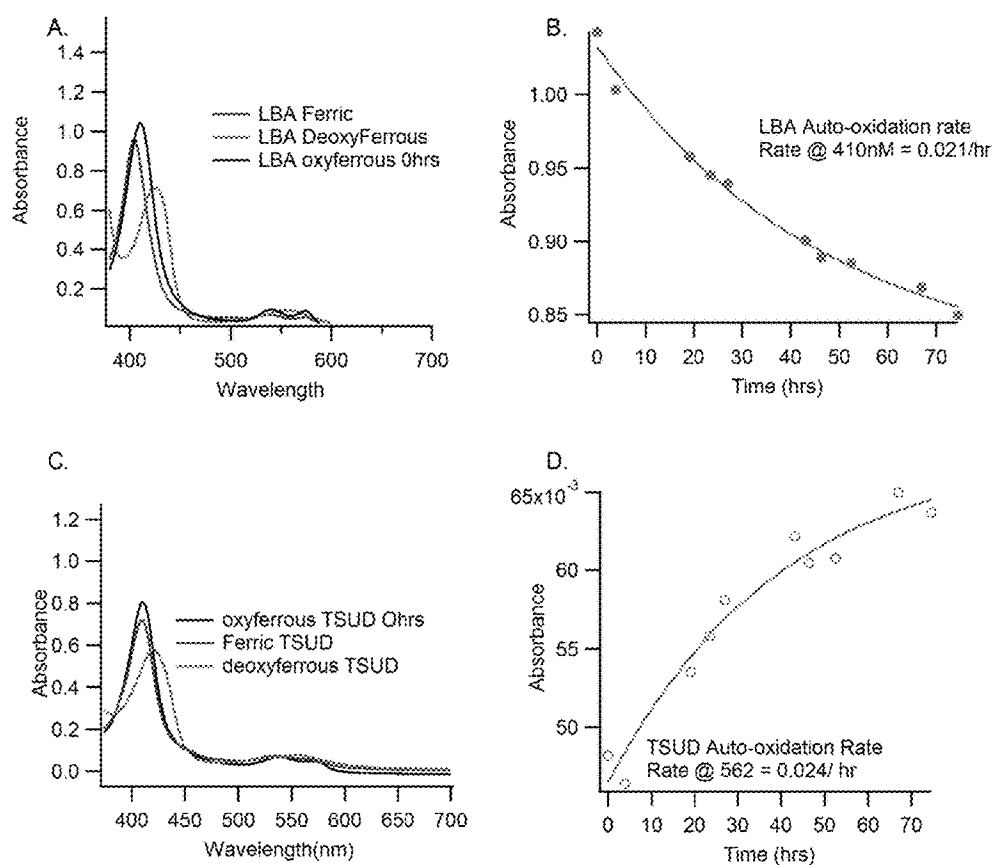 A.
1.4
1.2
1.0
0.8
0.6
0.4
0.2
Absorbance
LBA Ferric
LBA DeoxyFerrous
LBA oxyferrous 0hrs
400
500
600
700
Wavelength
B.
1.00
0.95
0.90
0.85
Absorbance
LBA Auto-oxidation rate
Rate @ 410nM = 0.021/hr
0
10
20
30
40
50
60
70
Time (hrs)
C.
1.2
1.0
0.8
0.6
0.4
0.2
0.0
Absorbance
oxyferrous TSUD Ohrs
Ferric TSUD
deoxyferrous TSUD
400
450
500
550
600
650
700
Wavelength(nm)
D.
65x10
60
55
50
Absorbance
TSUD Auto-oxidation Rate
Rate @ 562 = 0.024/ hr
0
10
20
30
40
50
60
70
Time (hrs)